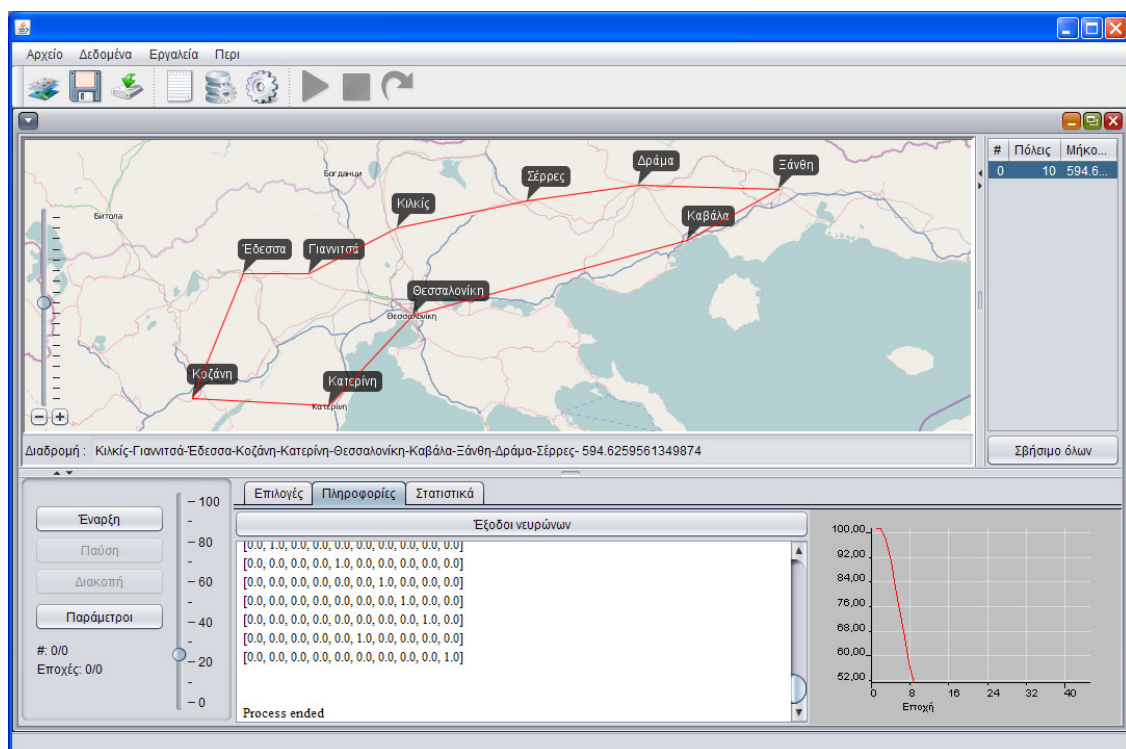 Αρχείο Δεδομένα Εργαλεία Περι
# Πόλεις Μήκο...
0 10 594.6...
Δράμα
Ξάνθη
Богданци
Σέρρες
Κιλκίς
Битола
Καβάλα
Έδεσσα
Γιαννιτσά
Θεσσαλονίκη
Θεσσαλονίκη
Κοζάνη
Κατερίνη
Κατερίνη
Διαδρομή : Κιλκίς-Γιαννιτσά-Έδεσσα-Κοζάνη-Κατερίνη-Θεσσαλονίκη-Καβάλα-Ξάνθη-Δράμα-Σέρρες- 594.6259561349874
Σβήσιμο όλων
Έναρξη
Παύση
Διακοπή
Παράμετροι
#: 0/0
Εποχές: 0/0
100
80
60
40
20
0
Επιλογές Πληροφορίες Στατιστικά
Έξοδοι νευρώνων
[0.0, 1.0, 0.0, 0.0, 0.0, 0.0, 0.0, 0.0, 0.0, 0.0]
[0.0, 0.0, 0.0, 0.0, 1.0, 0.0, 0.0, 0.0, 0.0, 0.0]
[0.0, 0.0, 0.0, 0.0, 0.0, 0.0, 1.0, 0.0, 0.0, 0.0]
[0.0, 0.0, 0.0, 0.0, 0.0, 0.0, 0.0, 1.0, 0.0, 0.0]
[0.0, 0.0, 0.0, 0.0, 0.0, 0.0, 0.0, 0.0, 1.0, 0.0]
[0.0, 0.0, 0.0, 0.0, 0.0, 1.0, 0.0, 0.0, 0.0, 0.0]
[0.0, 0.0, 0.0, 0.0, 0.0, 0.0, 0.0, 0.0, 0.0, 1.0]
Process ended
100,00
92,00
84,00
76,00
68,00
60,00
52,00
0 8 16 24 32 40
Εποχή